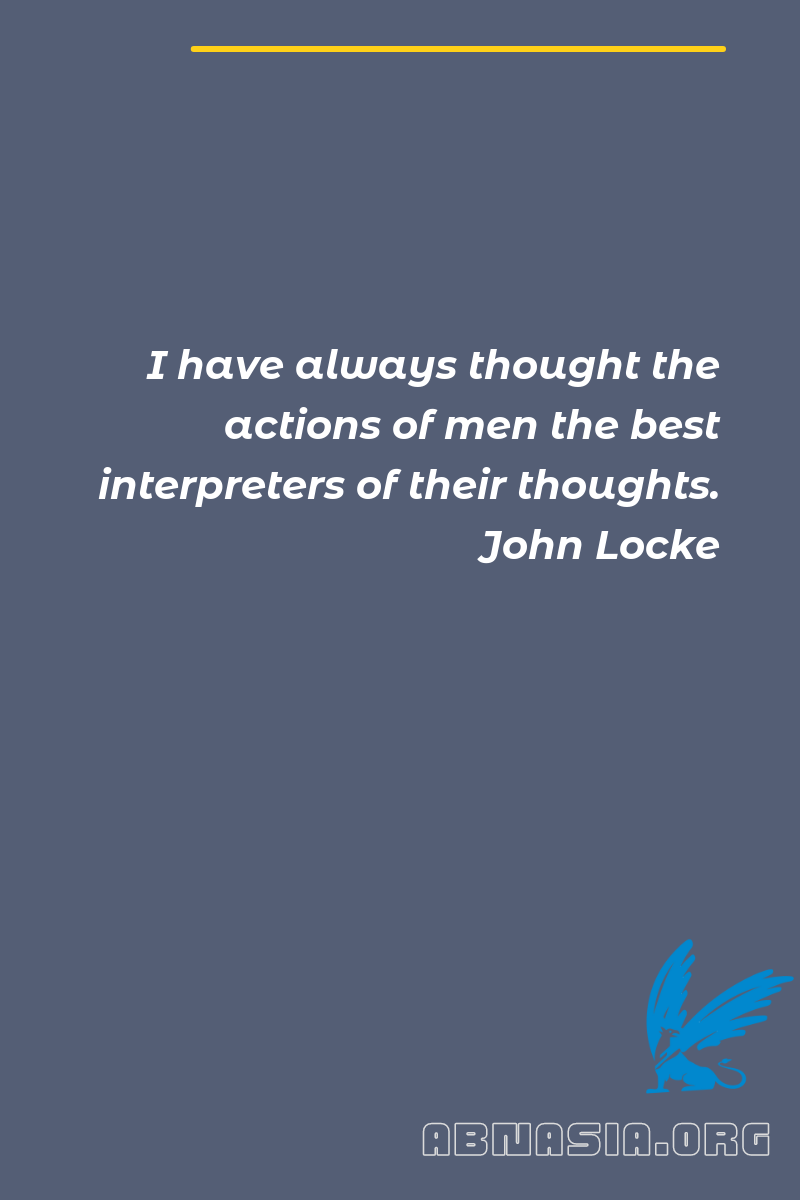 I have always thought the
actions of men the best
interpreters of their thoughts.
John Locke
ABNASIA.ORG